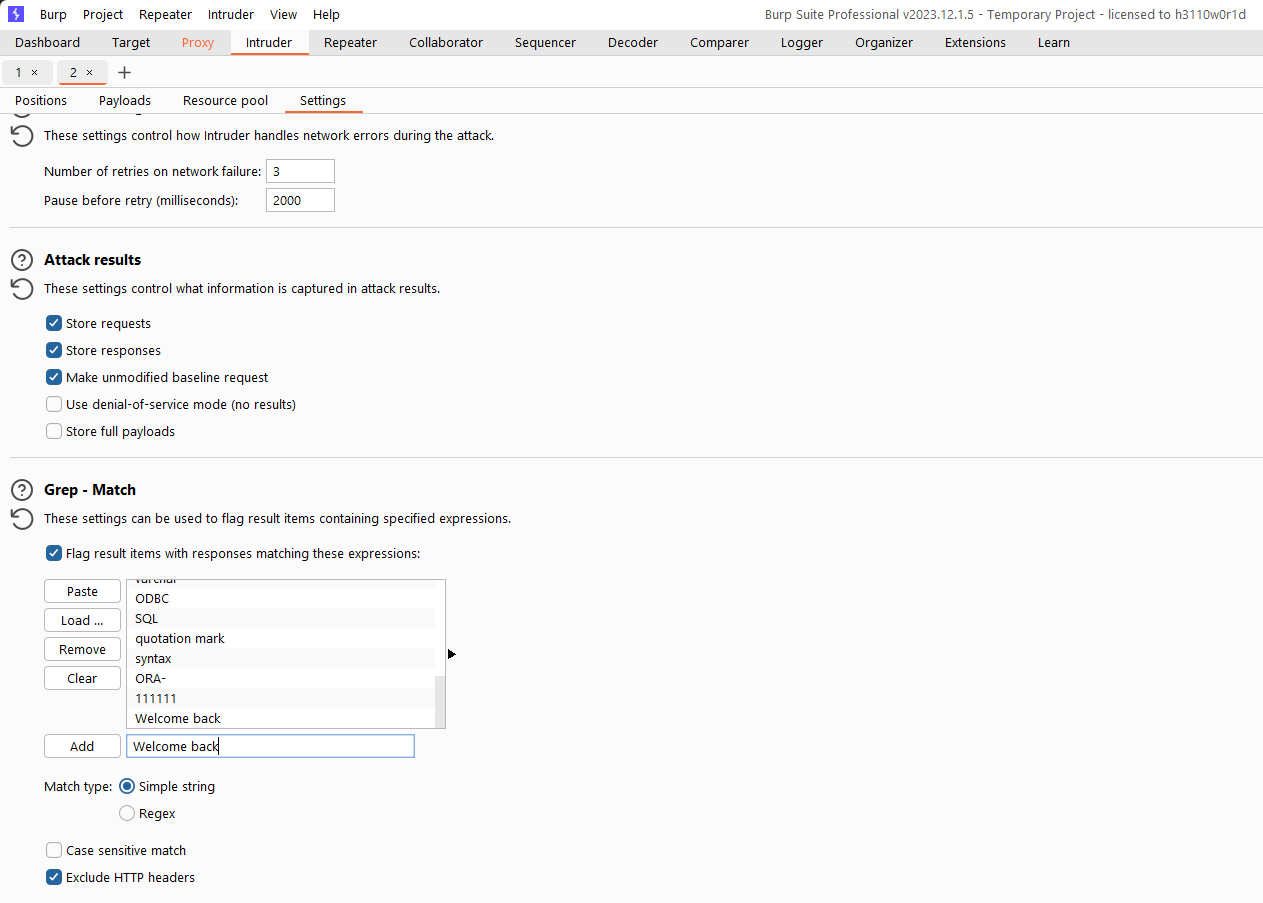 Burp Project Repeater Intruder View Help Burp Suite Professional v2023.12.1.5 - Temporary Project - licensed to h3110w0r1d
Dashboard Target Proxy Intruder Repeater Collaborator Sequencer Decoder Comparer Logger Organizer Extensions Learn
1 × 2 × +
Positions Payloads Resource pool Settings
These settings control how Intruder handles network errors during the attack.
Number of retries on network failure: 3
Pause before retry (milliseconds): 2000
Attack results
These settings control what information is captured in attack results.
Store requests
Store responses
Make unmodified baseline request
Use denial-of-service mode (no results)
Store full payloads
Grep - Match
These settings can be used to flag result items containing specified expressions.
Flag result items with responses matching these expressions:
Paste
Load ...
Remove
Clear
varchar
ODBC
SQL
quotation mark
syntax
ORA-
111111
Welcome back
Add Welcome back
Match type: Simple string
Regex
Case sensitive match
Exclude HTTP headers